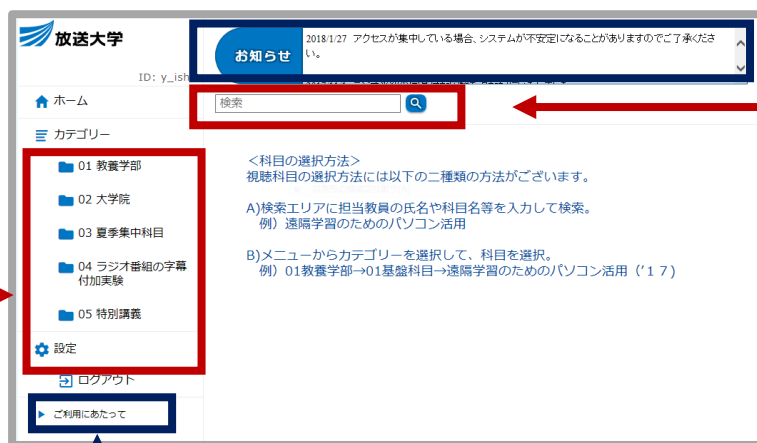 放送大学
お知らせ
2018/1/27 アクセスが集中している場合、システムが不安定になることがありますのでご了承くださ
い。
ID: y_ish
ホーム
検索
カテゴリー
01 教養学部
02 大学院
03 夏季集中科目
04 ラジオ番組の字幕
付加実験
05 特別講義
設定
ログアウト
ご利用にあたって
＜科目の選択方法＞
視聴科目の選択方法には以下の二種類の方法がございます。
A)検索エリアに担当教員の氏名や科目名等を入力して検索。
例）遠隔学習のためのパソコン活用
B)メニューからカテゴリーを選択して、科目を選択。
例）01教養学部→01基盤科目→遠隔学習のためのパソコン活用（'１７)